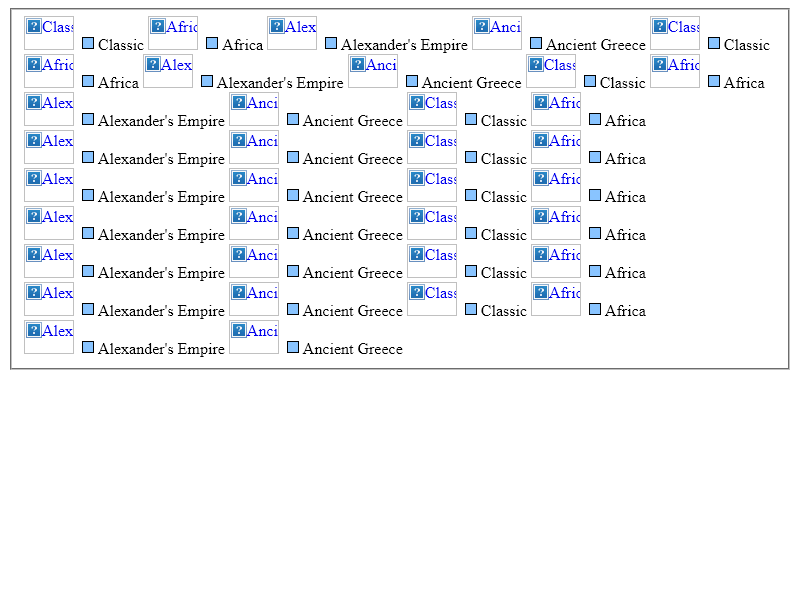 Class Classic Afric Africa Alex Alexander's Empire Anci Ancient Greece Class Classic
Afric Africa Alex Alexander's Empire Anci Ancient Greece Class Classic Afric Africa
Alex Alexander's Empire Anci Ancient Greece Class Classic Afric Africa
Alex Alexander's Empire Anci Ancient Greece Class Classic Afric Africa
Alex Alexander's Empire Anci Ancient Greece Class Classic Afric Africa
Alex Alexander's Empire Anci Ancient Greece Class Classic Afric Africa
Alex Alexander's Empire Anci Ancient Greece Class Classic Afric Africa
Alex Alexander's Empire Anci Ancient Greece Class Classic Afric Africa
Alex Alexander's Empire Anci Ancient Greece